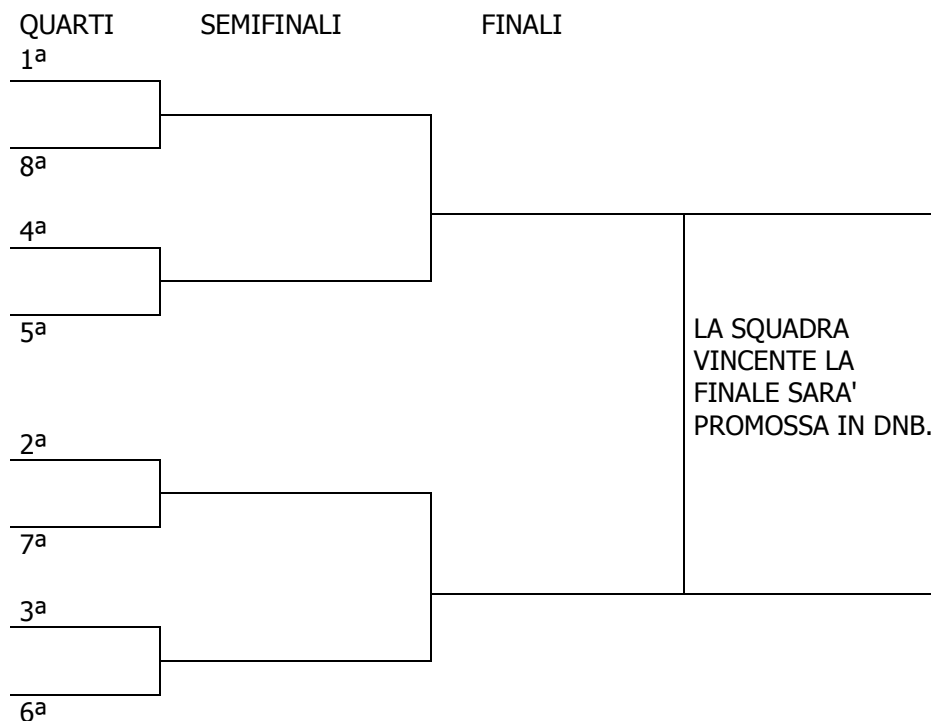 QUARTI SEMIFINALI FINALI
1ª
8ª
4ª
5ª
LA SQUADRA
VINCENTE LA
FINALE SARA'
PROMOSSA IN DNB.
2ª
7ª
3ª
6ª